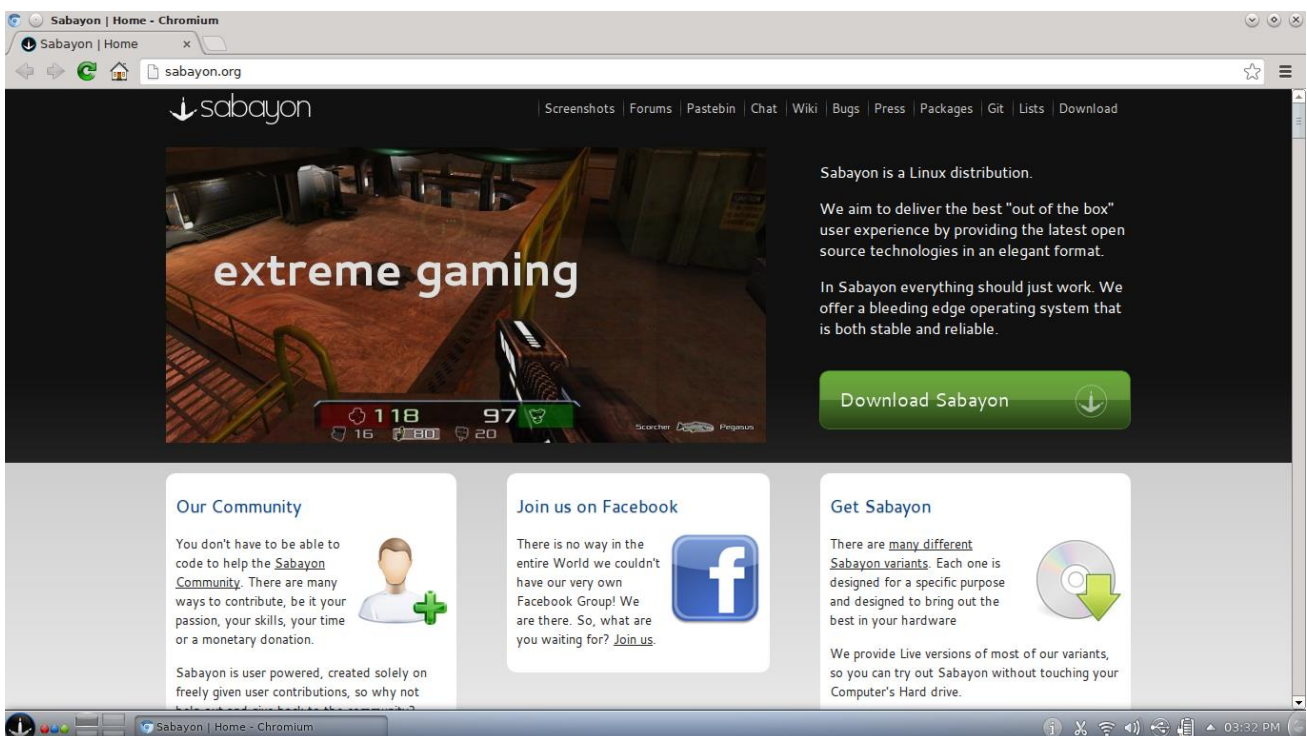 Sabayon | Home - Chromium
Sabayon | Home
sabayon.org
sabayon
Screenshots | Forums | Pastebin | Chat | Wiki | Bugs | Press | Packages | Git | Lists | Download
extreme gaming
118 97
16 80 20
Scorcher Pegasus
Sabayon is a Linux distribution.
We aim to deliver the best "out of the box"
user experience by providing the latest open
source technologies in an elegant format.
In Sabayon everything should just work. We
offer a bleeding edge operating system that
is both stable and reliable.
Download Sabayon
Our Community
You don't have to be able to
code to help the Sabayon
Community. There are many
ways to contribute, be it your
passion, your skills, your time
or a monetary donation.
Sabayon is user powered, created solely on
freely given user contributions, so why not
help out and give back to the community?
Join us on Facebook
There is no way in the
entire World we couldn't
have our very own
Facebook Group! We
are there. So, what are
you waiting for? Join us.
f
Get Sabayon
There are many different
Sabayon variants. Each one is
designed for a specific purpose
and designed to bring out the
best in your hardware
We provide Live versions of most of our variants,
so you can try out Sabayon without touching your
Computer's Hard drive.
Sabayon | Home - Chromium
03:32 PM